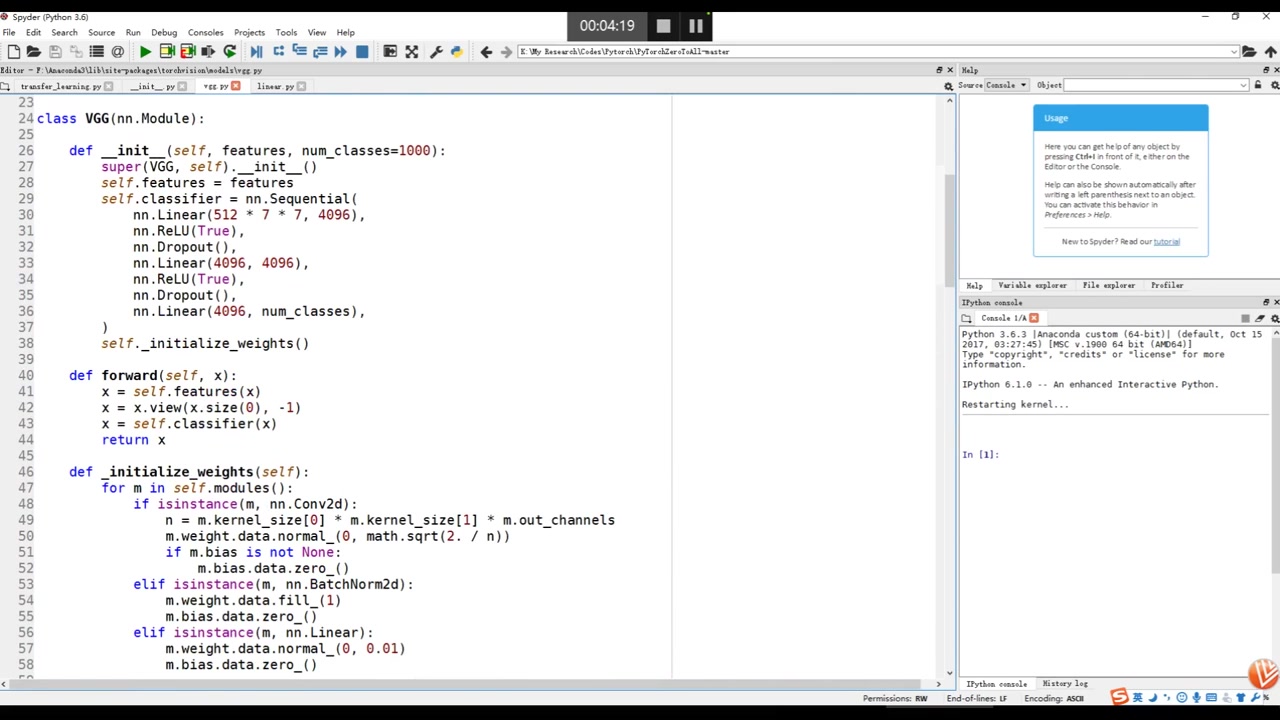 Spyder (Python 3.6)
00:04:19
File Edit Search Source Run Debug Consoles Projects Tools View Help
E:\My Research\Codes\Pytorch\PyTorchZeroToAll-master
Editor - F:\Anaconda3\lib\site-packages\torchvision\models\vgg.py
transfer_learning.py __init__.py vgg.py linear.py
23
24 class VGG(nn.Module):
25
26 def __init__(self, features, num_classes=1000):
27 super(VGG, self).__init__()
28 self.features = features
29 self.classifier = nn.Sequential(
30 nn.Linear(512 * 7 * 7, 4096),
31 nn.ReLU(True),
32 nn.Dropout(),
33 nn.Linear(4096, 4096),
34 nn.ReLU(True),
35 nn.Dropout(),
36 nn.Linear(4096, num_classes),
37 )
38 self._initialize_weights()
39
40 def forward(self, x):
41 x = self.features(x)
42 x = x.view(x.size(0), -1)
43 x = self.classifier(x)
44 return x
45
46 def _initialize_weights(self):
47 for m in self.modules():
48 if isinstance(m, nn.Conv2d):
49 n = m.kernel_size[0] * m.kernel_size[1] * m.out_channels
50 m.weight.data.normal_(0, math.sqrt(2. / n))
51 if m.bias is not None:
52 m.bias.data.zero_()
53 elif isinstance(m, nn.BatchNorm2d):
54 m.weight.data.fill_(1)
55 m.bias.data.zero_()
56 elif isinstance(m, nn.Linear):
57 m.weight.data.normal_(0, 0.01)
58 m.bias.data.zero_()
Help
Source Console Object
Usage
Here you can get help of any object by
pressing Ctrl+I in front of it, either on the
Editor or the Console.
Help can also be shown automatically after
writing a left parenthesis next to an object.
You can activate this behavior in
Preferences > Help.
New to Spyder? Read our tutorial
Help Variable explorer File explorer Profiler
IPython console
Console 1/A
Python 3.6.3 |Anaconda custom (64-bit)| (default, Oct 15
2017, 03:27:45) [MSC v.1900 64 bit (AMD64)]
Type "copyright", "credits" or "license" for more
information.
IPython 6.1.0 -- An enhanced Interactive Python.
Restarting kernel...
In [1]:
IPython console History log
Permissions: RW End-of-lines: LF Encoding: ASCII
英